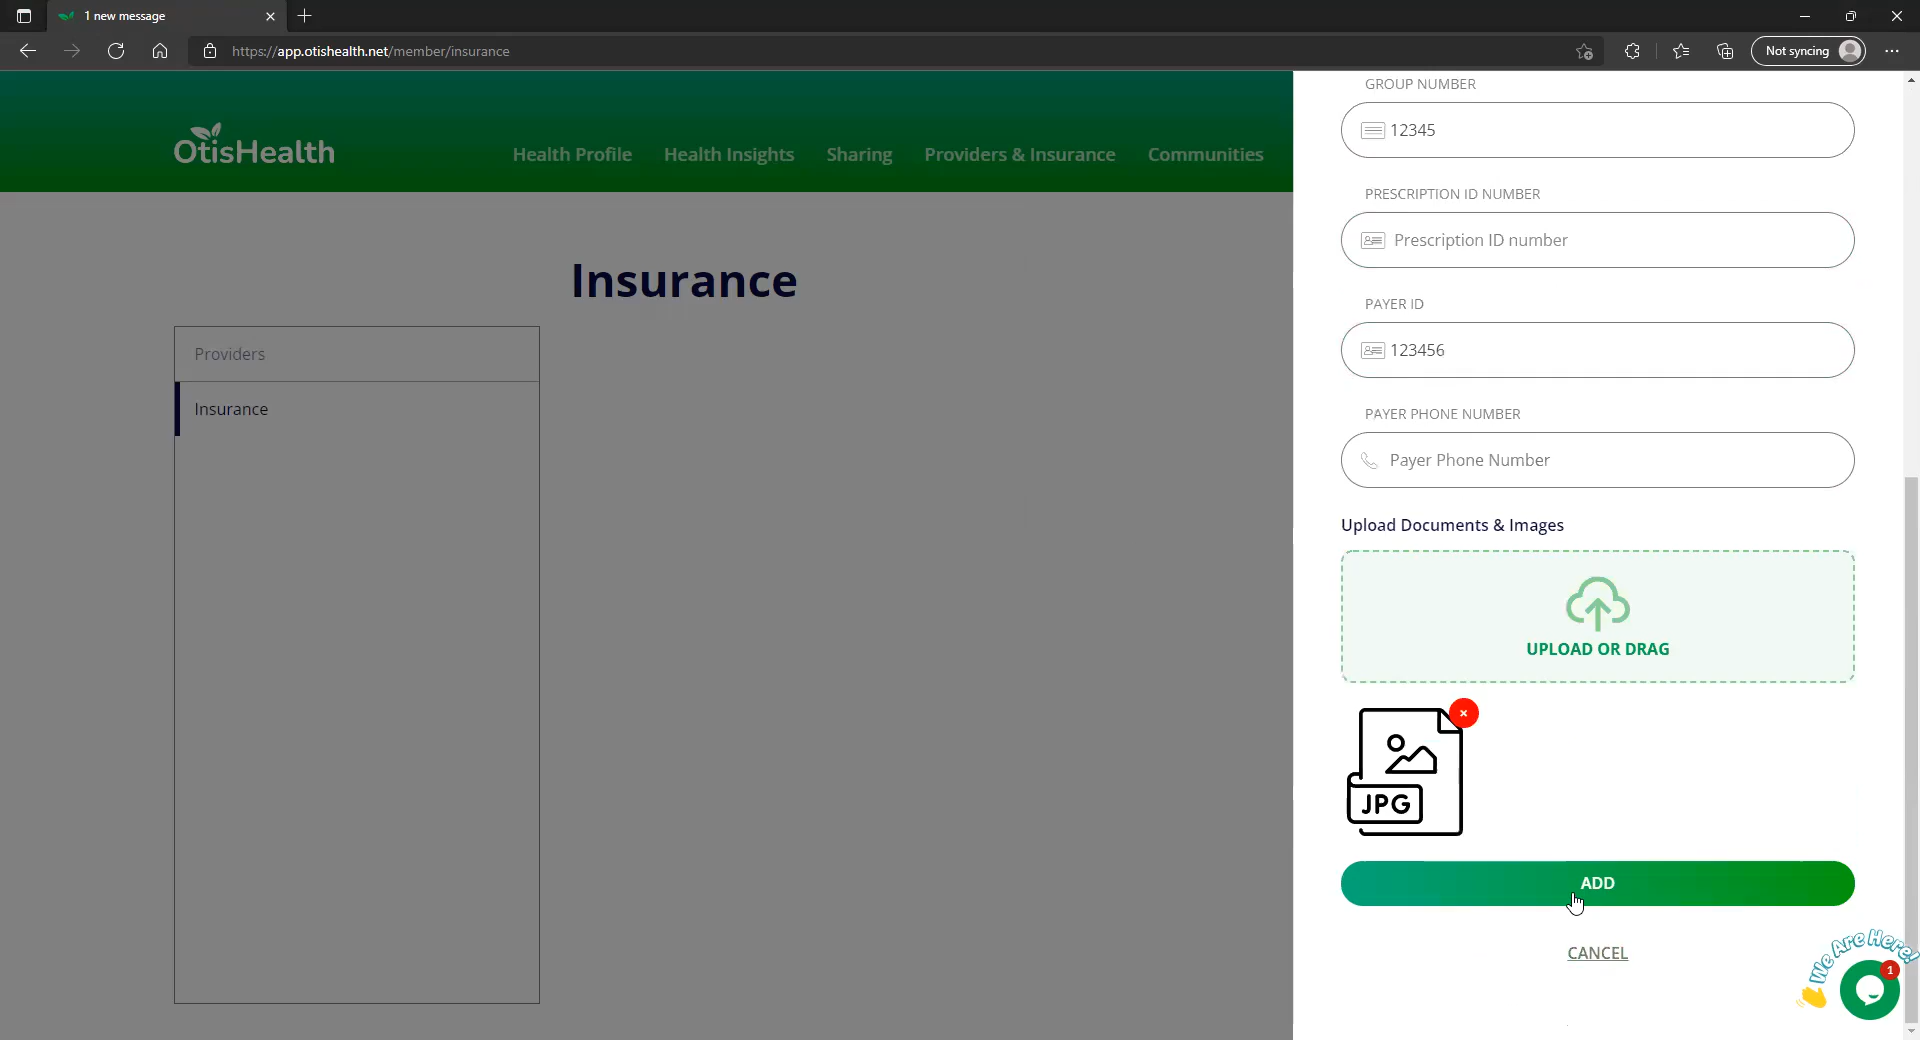 1 new message
https://app.otishealth.net/member/insurance
Not syncing
OtisHealth
Health Profile
Health Insights
Sharing
Providers & Insurance
Communities
Insurance
Providers
Insurance
GROUP NUMBER
12345
PRESCRIPTION ID NUMBER
Prescription ID number
PAYER ID
123456
PAYER PHONE NUMBER
Payer Phone Number
Upload Documents & Images
UPLOAD OR DRAG
JPG
ADD
CANCEL
We Are Here!
1